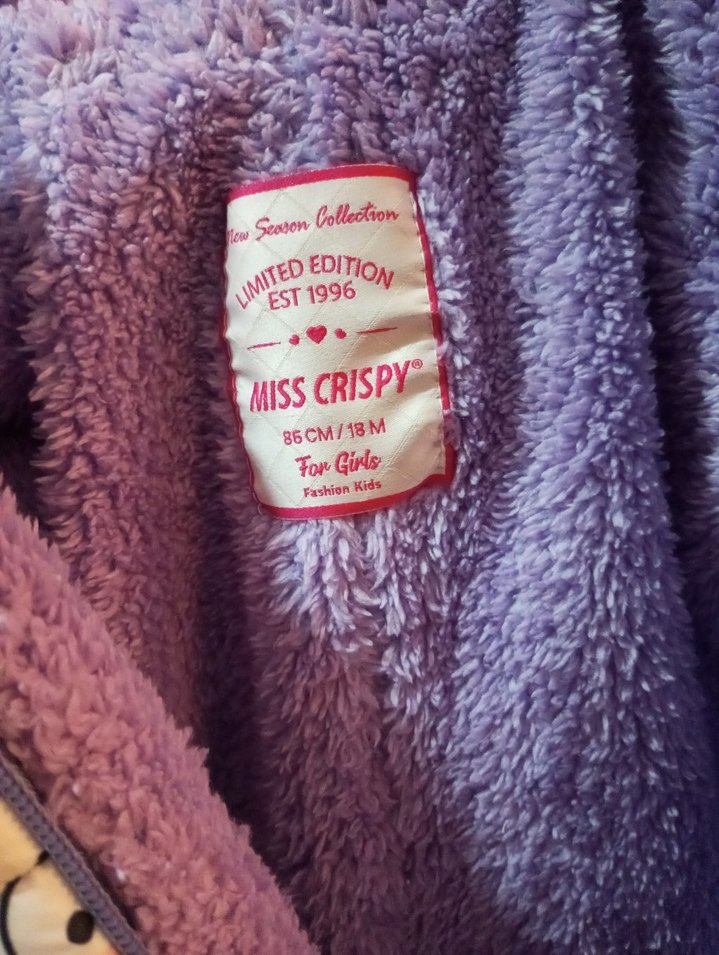 New Season Collection
LIMITED EDITION
EST 1996
MISS CRISPY®
86 CM / 18 M
For Girls
Fashion Kids